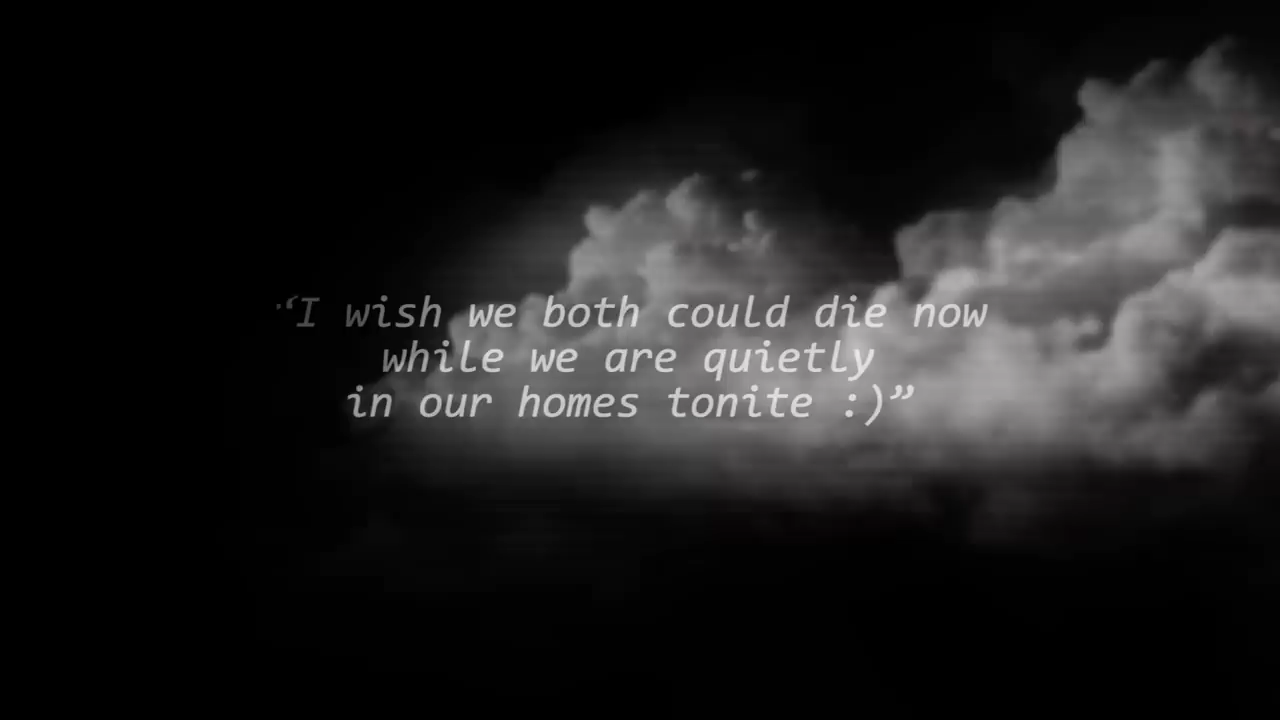 “I wish we both could die now
while we are quietly
in our homes tonite :)”